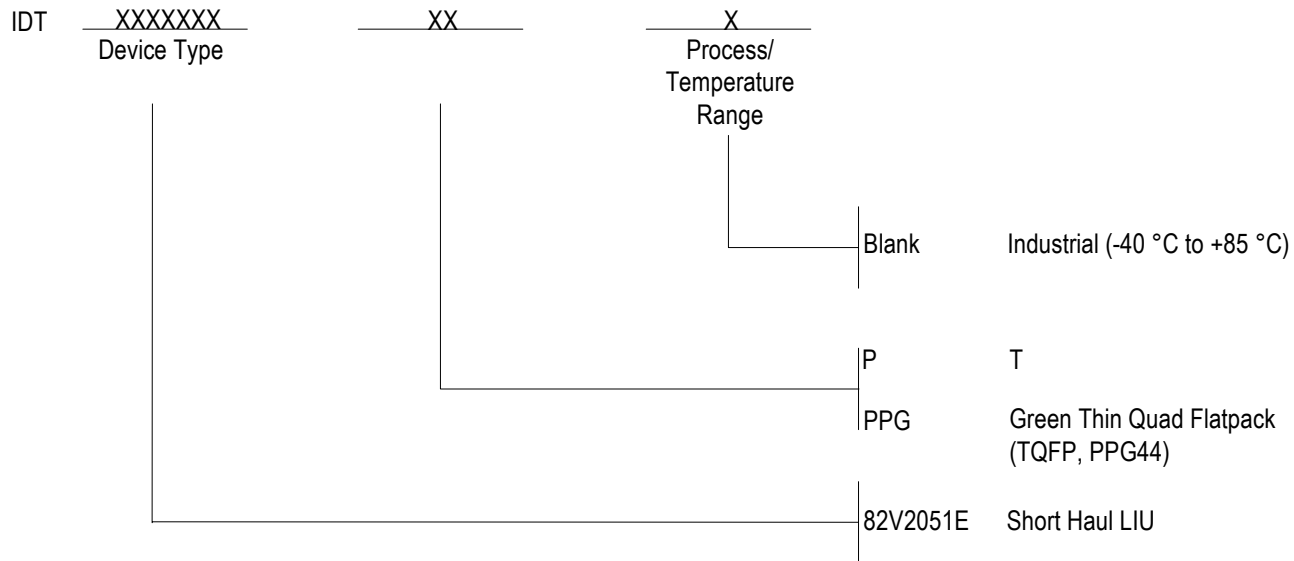 IDT XXXXXXX XX X
Device Type
Process/
Temperature
Range
Blank Industrial (-40 °C to +85 °C)
P T
PPG Green Thin Quad Flatpack
(TQFP, PPG44)
82V2051E Short Haul LIU